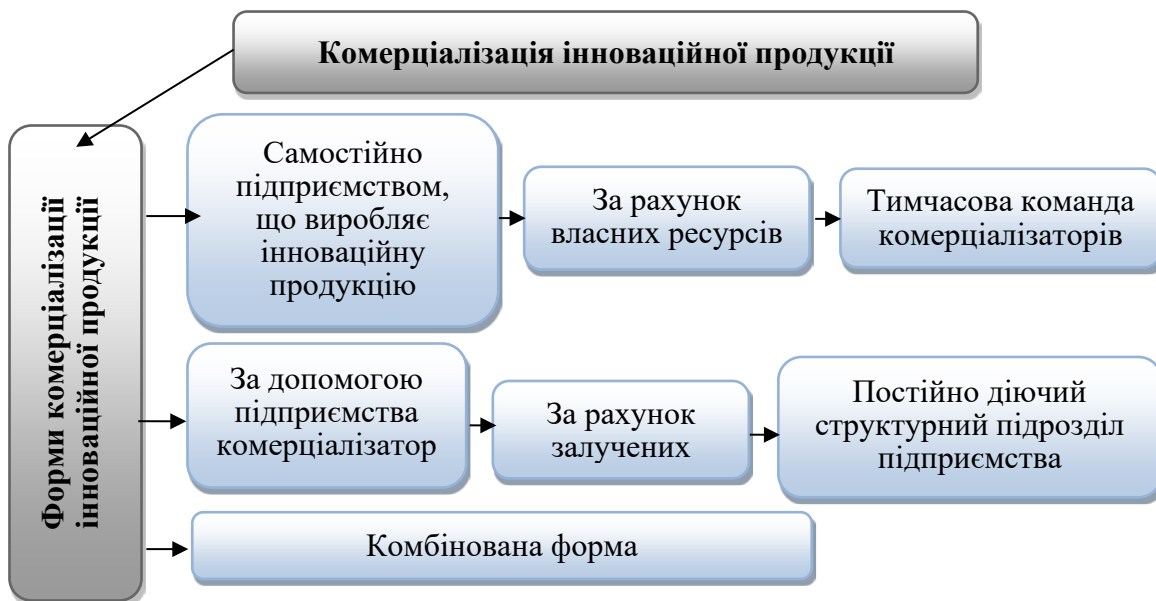 Комерціалізація інноваційної продукції
Форми комерціалізації
інноваційної продукції
Самостійно
підприємством,
що виробляє
інноваційну
продукцію
За рахунок
власних ресурсів
Тимчасова команда
комерціалізаторів
За допомогою
підприємства
комерціалізатор
За рахунок
залучених
Постійно діючий
структурний підрозділ
підприємства
Комбінована форма